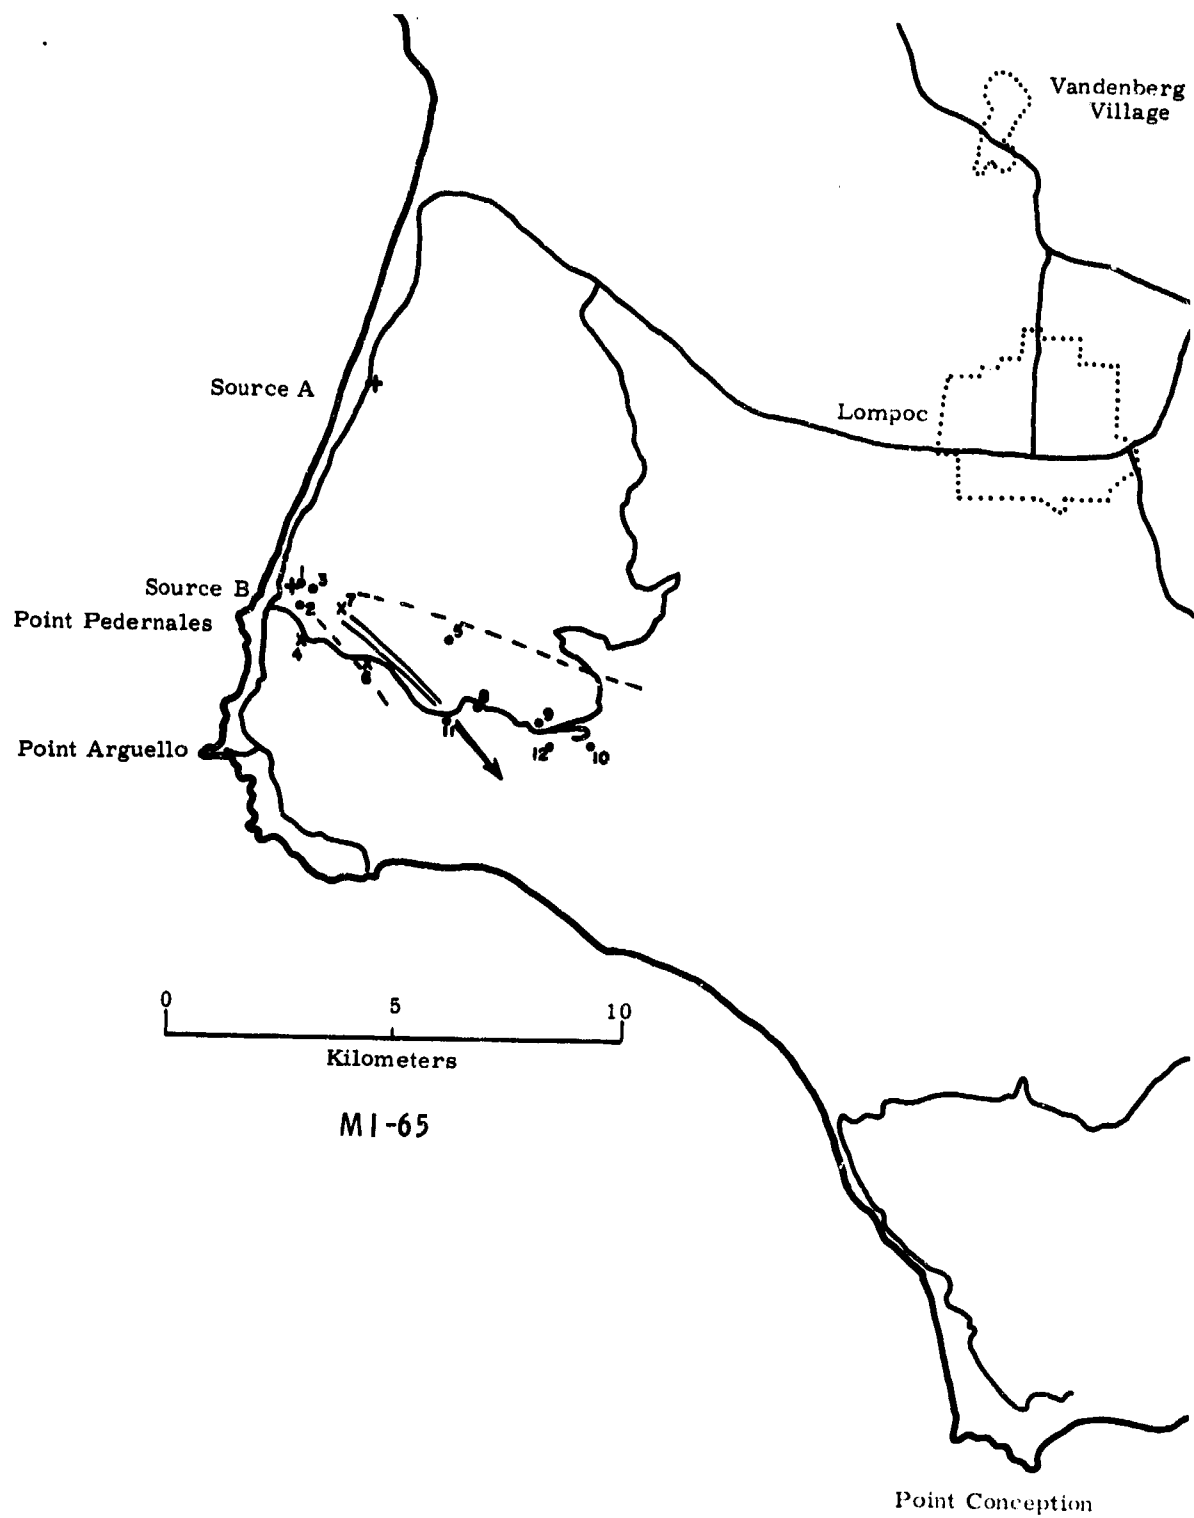 Vandenberg
Village
Source A
Lompoc
Source B
1
3
2
7
Point Pedernales
5
4
6
8
9
11
12
10
Point Arguello
0
5
10
Kilometers
MI-65
Point Conception